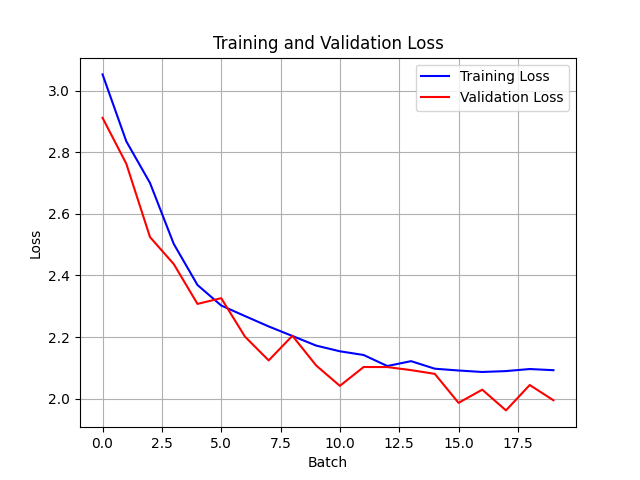 Training and Validation Loss
Training Loss
Validation Loss
3.0
2.8
2.6
2.4
2.2
2.0
Loss
0.0 2.5 5.0 7.5 10.0 12.5 15.0 17.5
Batch